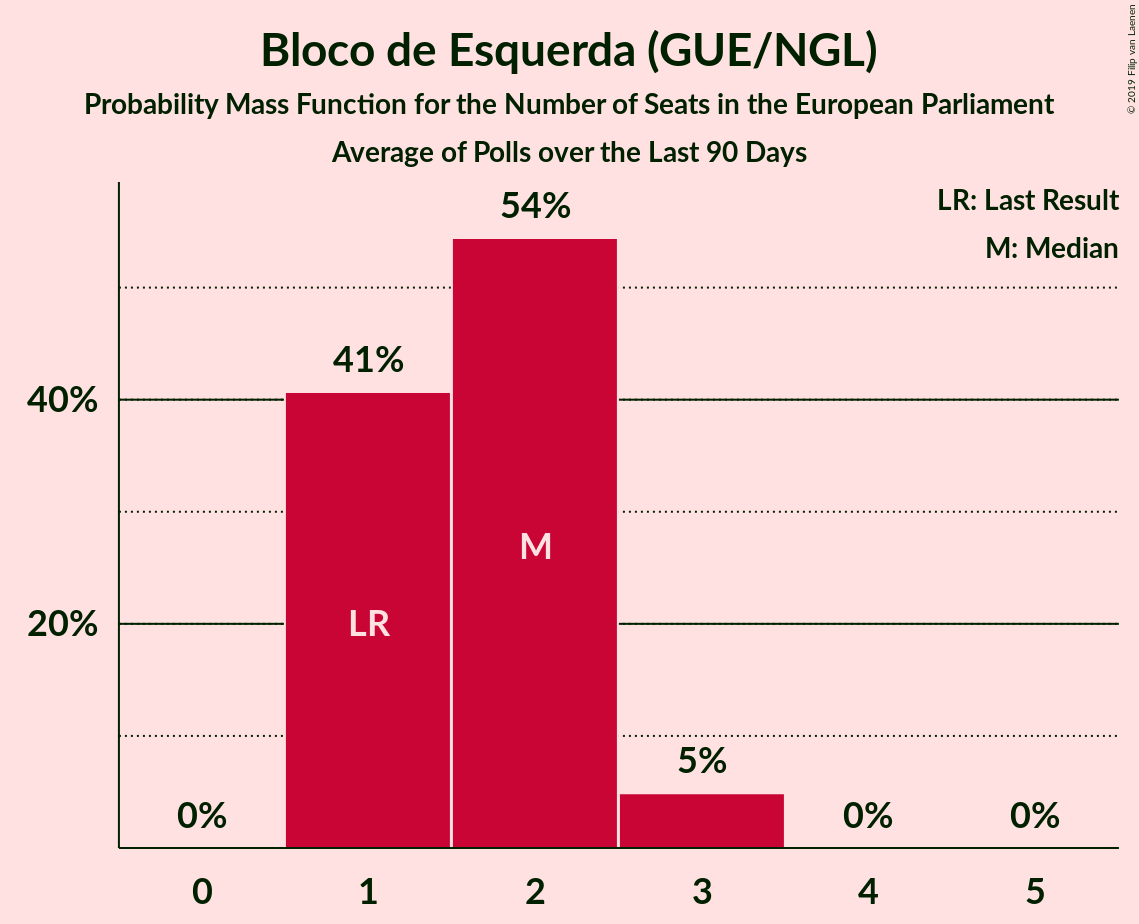 Bloco de Esquerda (GUE/NGL)
Probability Mass Function for the Number of Seats in the European Parliament
Average of Polls over the Last 90 Days
© 2019 Filip van Laenen
LR: Last Result
M: Median
54%
41%
40%
M
LR
20%
5%
0%
0%
0%
0 1 2 3 4 5